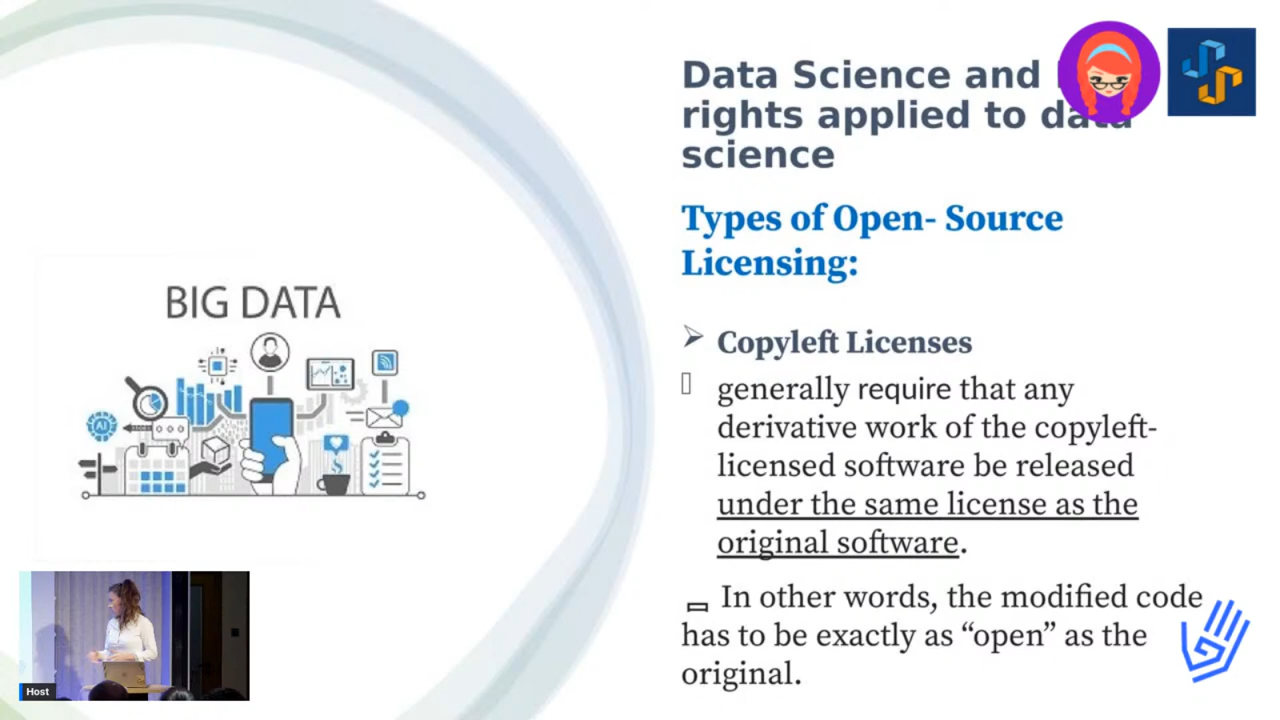 Data Science and
rights applied to data
science
Types of Open- Source
Licensing:
Copyleft Licenses
generally require that any
derivative work of the copyleft-
licensed software be released
under the same license as the
original software.
In other words, the modified code
has to be exactly as “open” as the
original.
BIG DATA
AI
$
Host